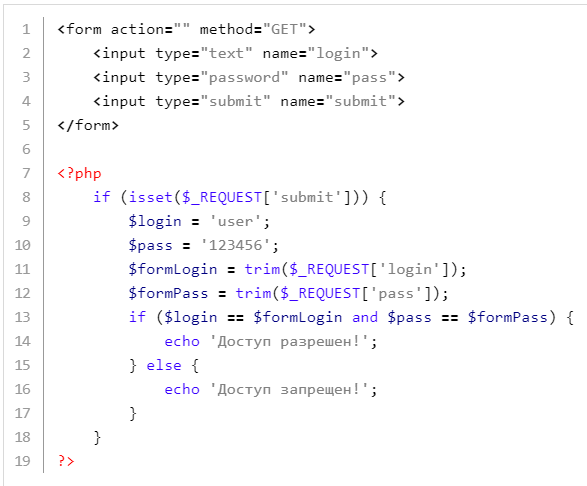 1 <form action="" method="GET">
2     <input type="text" name="login">
3     <input type="password" name="pass">
4     <input type="submit" name="submit">
5 </form>
6
7 <?php
8     if (isset($_REQUEST['submit'])) {
9         $login = 'user';
10         $pass = '123456';
11         $formLogin = trim($_REQUEST['login']);
12         $formPass = trim($_REQUEST['pass']);
13         if ($login == $formLogin and $pass == $formPass) {
14             echo 'Доступ разрешен!';
15         } else {
16             echo 'Доступ запрещен!';
17         }
18     }
19 ?>